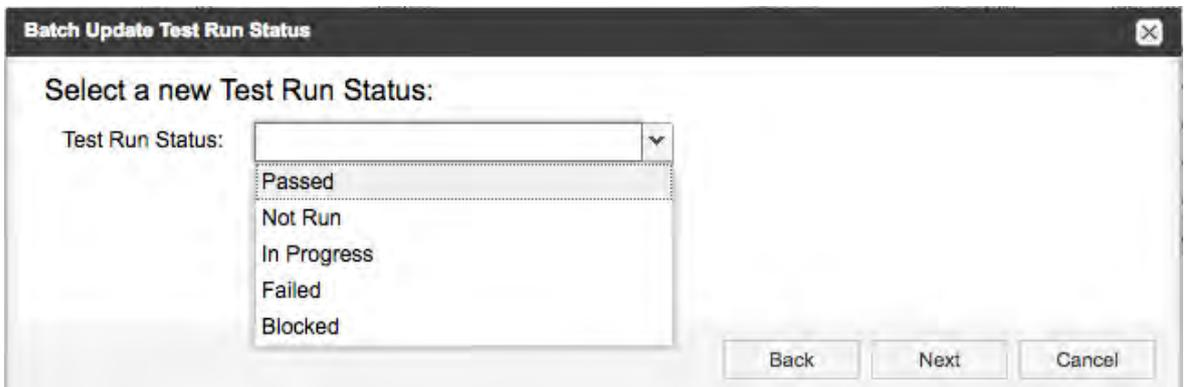 Batch Update Test Run Status
Select a new Test Run Status:
Test Run Status:
Passed
Not Run
In Progress
Failed
Blocked
Back Next Cancel